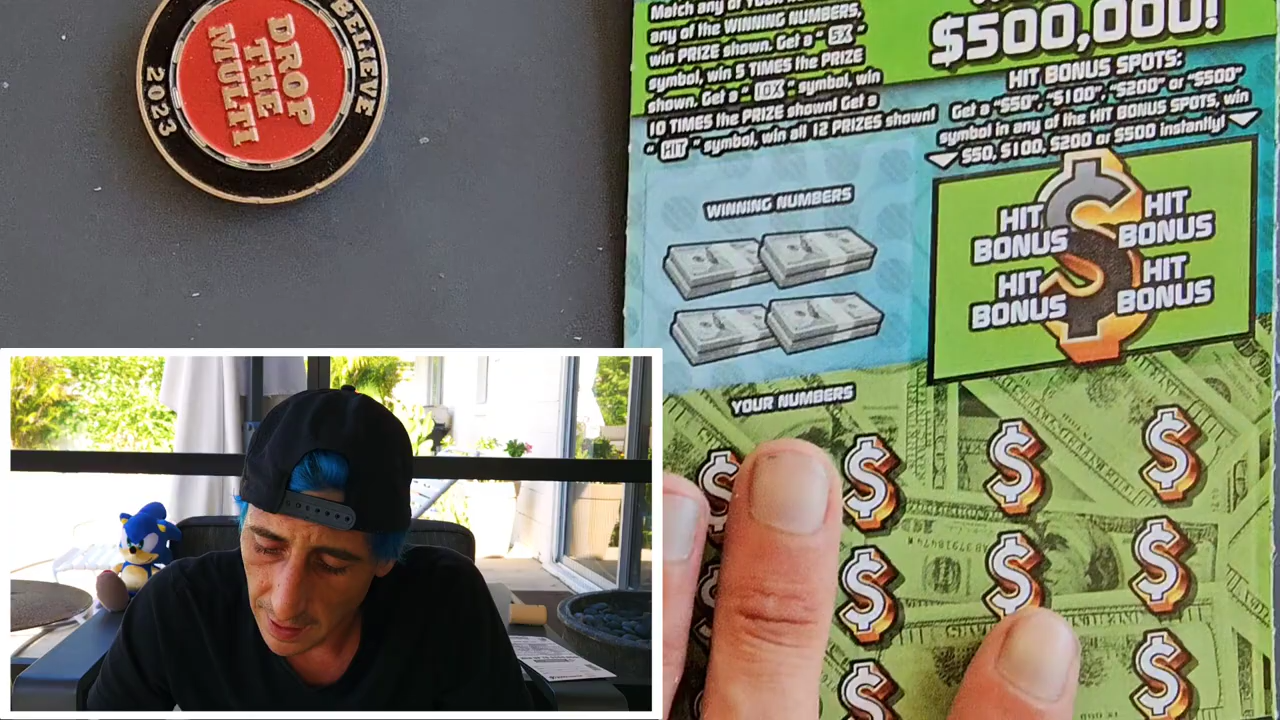 BELIEVE
DROP
THE
MULTI
2023
any of the WINNING NUMBERS,
win PRIZE shown. Get a "5X"
symbol, win 5 TIMES the PRIZE
shown. Get a "10X" symbol, win
10 TIMES the PRIZE shown! Get a
"HIT" symbol, win all 12 PRIZES shown!
$500,000!
HIT BONUS SPOTS:
Get a "$50", "$100", "$200" or "$500"
symbol in any of the HIT BONUS SPOTS, win
$50, $100, $200 or $500 instantly!
WINNING NUMBERS
HIT
BONUS
HIT
BONUS
HIT
BONUS
HIT
BONUS
YOUR NUMBERS
$ $ $ $
$ $ $
$ $